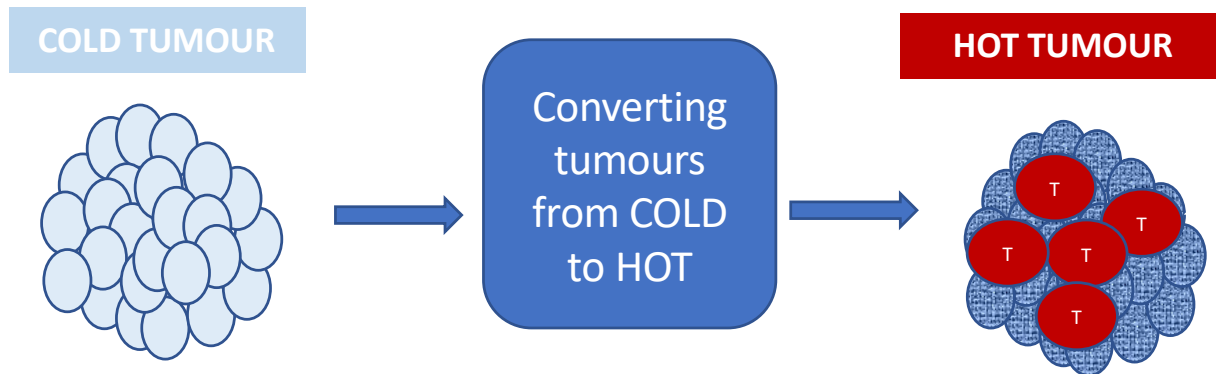 COLD TUMOUR
Converting
tumours
from COLD
to HOT
HOT TUMOUR
T
T
T
T
T